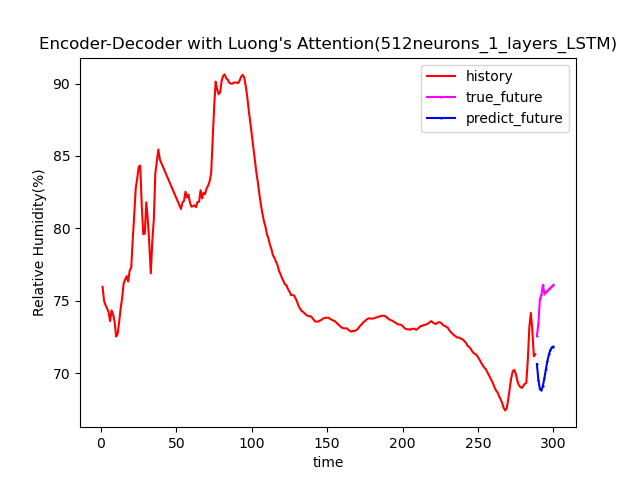 Encoder-Decoder with Luong's Attention(512neurons_1_layers_LSTM)
history
true_future
predict_future
Relative Humidity(%)
90
85
80
75
70
0 50 100 150 200 250 300
time